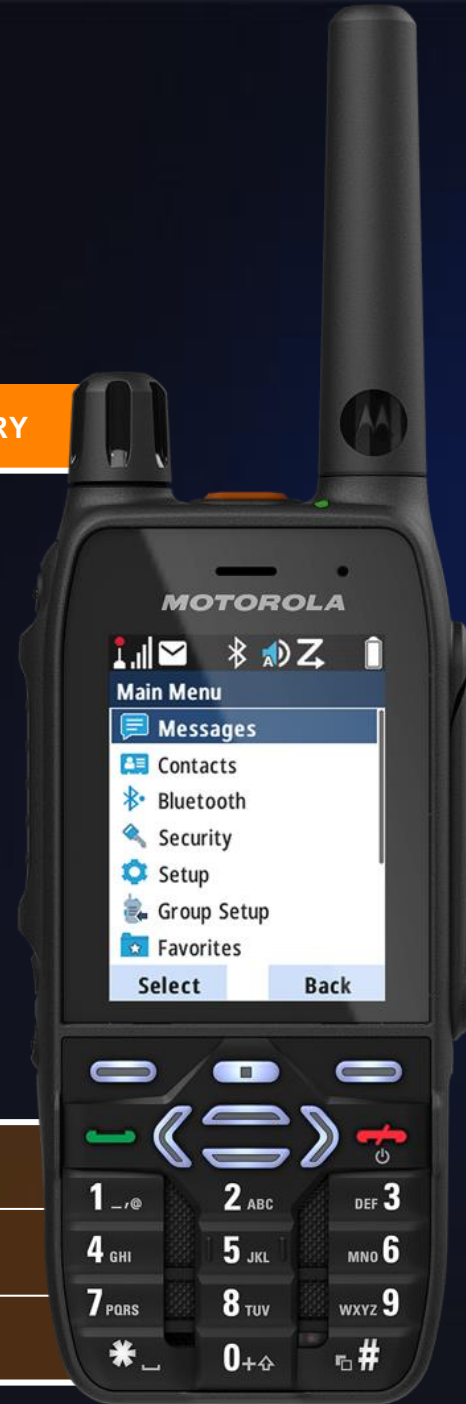 RY
MOTOROLA
A
Main Menu
Messages
Contacts
Bluetooth
Security
Setup
Group Setup
Favorites
Select Back
1 _,@ 2 ABC DEF 3
4 GHI 5 JKL MNO 6
7 PQRS 8 TUV WXYZ 9
* 0+ #